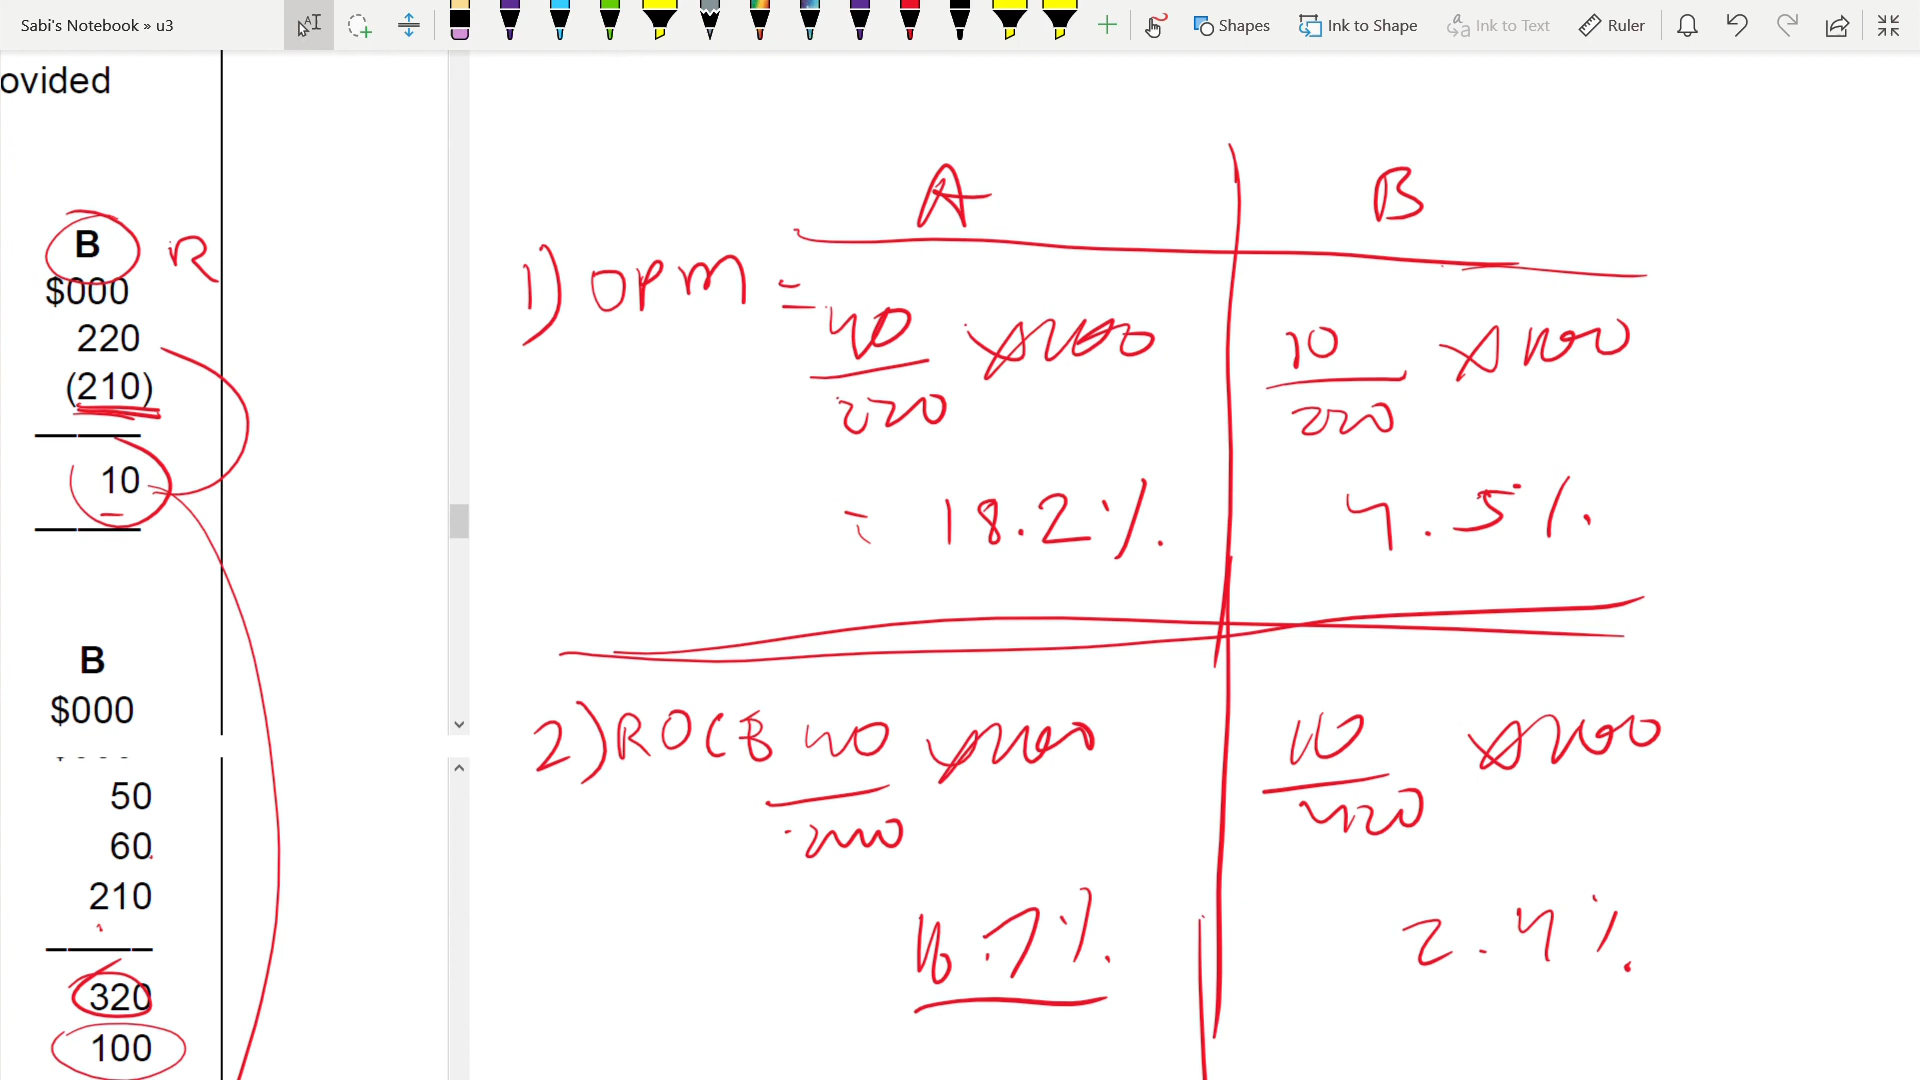 Sabi's Notebook » u3
Shapes
Ink to Shape
Ink to Text
Ruler
ovided
B R
$000
220
(210)
10
B
$000
50
60
210
320
100
A B
1) OPM = 40/220 x 100 10/220 x 100
= 18.2% 4.5%
2) ROCE 40/240 x 100 10/420 x 100
16.7% 2.4%